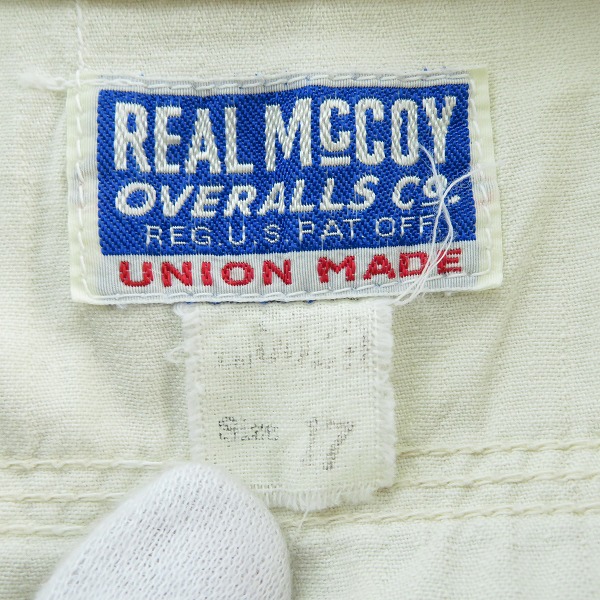 REAL McCOY
OVERALLS Co.
REG. U.S. PAT OFF.
UNION MADE
Size 17